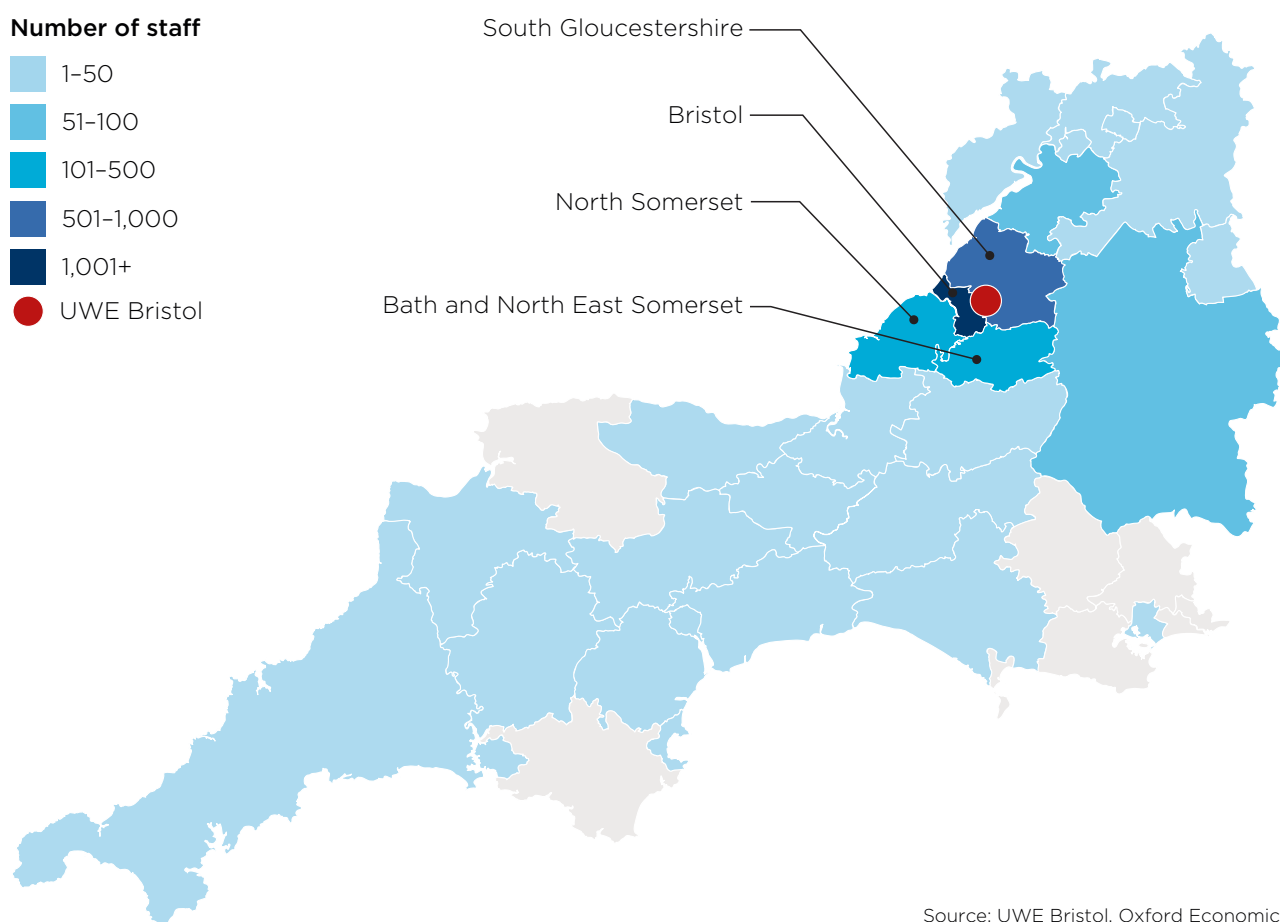 Number of staff
1–50
51–100
101–500
501–1,000
1,001+
UWE Bristol
South Gloucestershire
Bristol
North Somerset
Bath and North East Somerset
Source: UWE Bristol, Oxford Economic